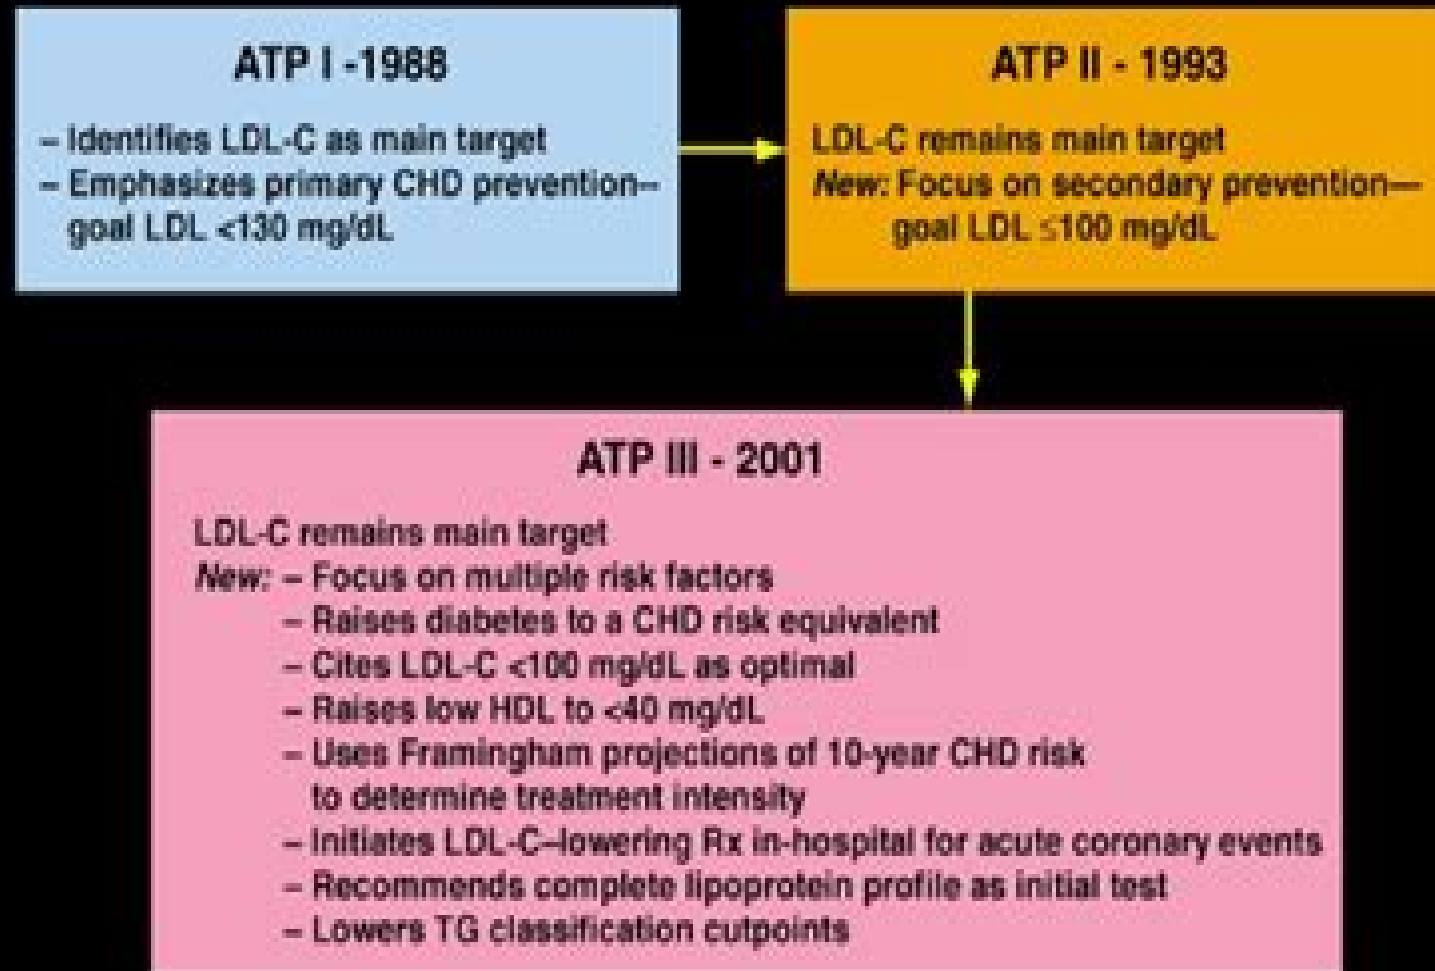 ATP I -1988
– Identifies LDL-C as main target
– Emphasizes primary CHD prevention–
goal LDL <130 mg/dL
ATP II - 1993
LDL-C remains main target
New: Focus on secondary prevention—
goal LDL ≤100 mg/dL
ATP III - 2001
LDL-C remains main target
New: – Focus on multiple risk factors
– Raises diabetes to a CHD risk equivalent
– Cites LDL-C <100 mg/dL as optimal
– Raises low HDL to <40 mg/dL
– Uses Framingham projections of 10-year CHD risk
to determine treatment intensity
– Initiates LDL-C–lowering Rx in-hospital for acute coronary events
– Recommends complete lipoprotein profile as initial test
– Lowers TG classification cutpoints